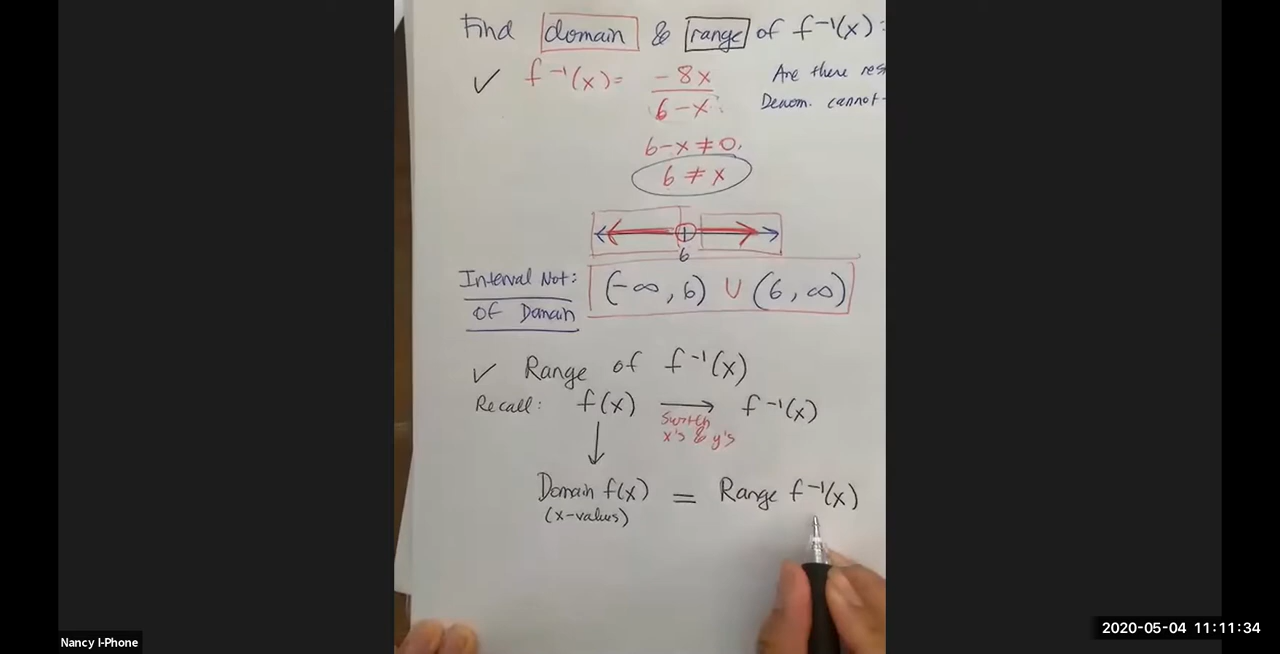 Find domain & range of f⁻¹(x):
✓ f⁻¹(x)= -8x / 6-x
Are there
Denom. cannot
6-x≠0.
6≠x
6
Interval Not: (-∞, 6) ∪ (6, ∞)
Of Domain
✓ Range of f⁻¹(x)
Recall: f(x) → f⁻¹(x)
Switch
x's & y's
Domain f(x) = Range f⁻¹(x)
(x-values)
Nancy I-Phone
2020-05-04 11:11:34